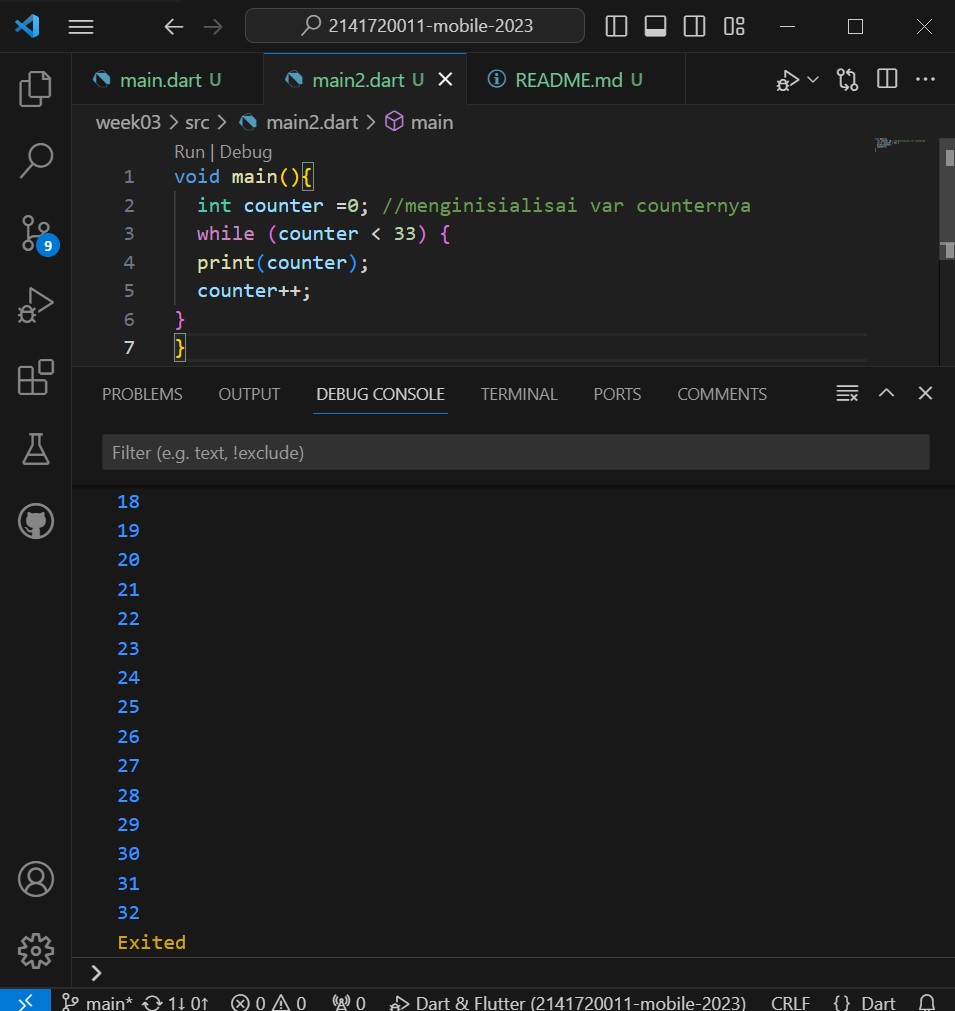 2141720011-mobile-2023
main.dart U main2.dart U README.md U
week03 > src > main2.dart > main
Run | Debug
1 void main(){
2 int counter =0; //menginisialisai var counternya
3 while (counter < 33) {
4 print(counter);
5 counter++;
6 }
7 }
9
PROBLEMS OUTPUT DEBUG CONSOLE TERMINAL PORTS COMMENTS
Filter (e.g. text, !exclude)
18
19
20
21
22
23
24
25
26
27
28
29
30
31
32
Exited
>
main* 1↓ 0↑ 0 0 0 Dart & Flutter (2141720011-mobile-2023) CRLF {} Dart